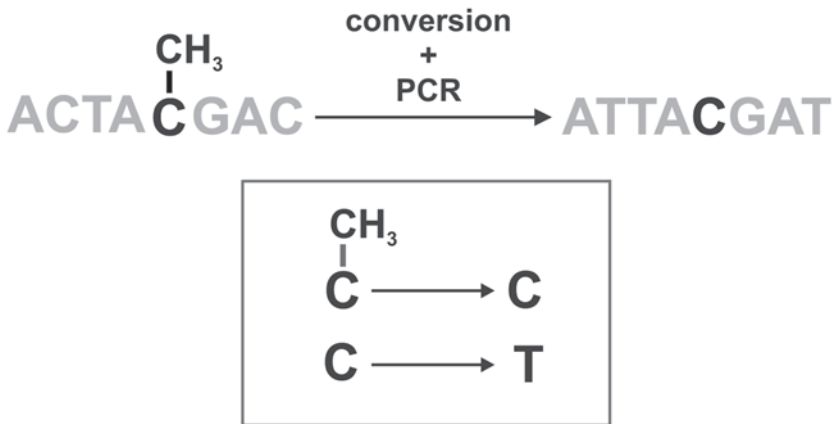 conversion
+
PCR
CH₃
ACTACGAC
ATTACGAT
CH₃
C C
C T